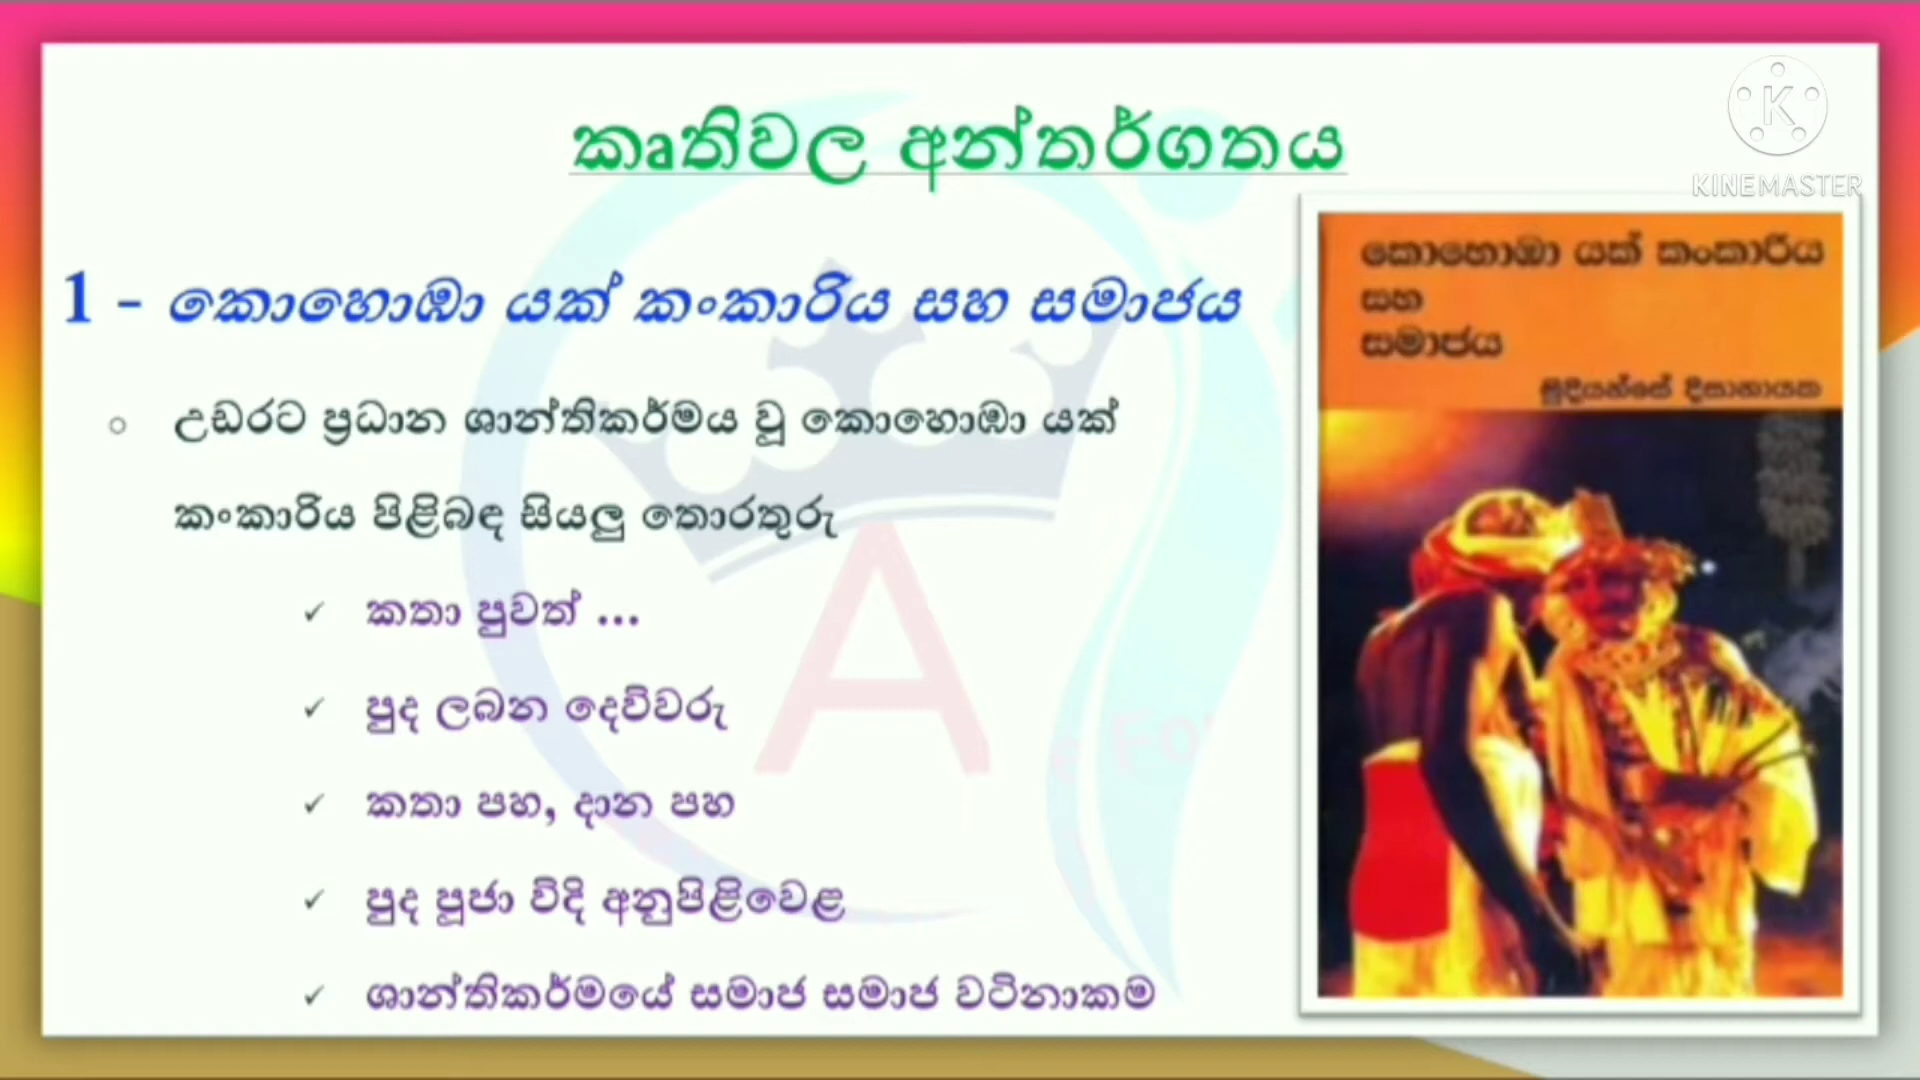 කෘතිවල අන්තර්ගතය
KINEMASTER
1 - කොහොඹා යක් කංකාරිය සහ සමාජය
උඩරට ප්‍රධාන ශාන්තිකර්මය වූ කොහොඹා යක්
කංකාරිය පිළිබඳ සියලු තොරතුරු
✓ කතා පුවත් ...
✓ පුද ලබන දෙවිවරු
✓ කතා පහ, දාන පහ
✓ පුද පූජා විදි අනුපිළිවෙළ
✓ ශාන්තිකර්මයේ සමාජ සමාජ වටිනාකම
කොහොඹා යක් කංකාරිය
සහ
සමාජය
මුදියන්සේ දිසානායක
A